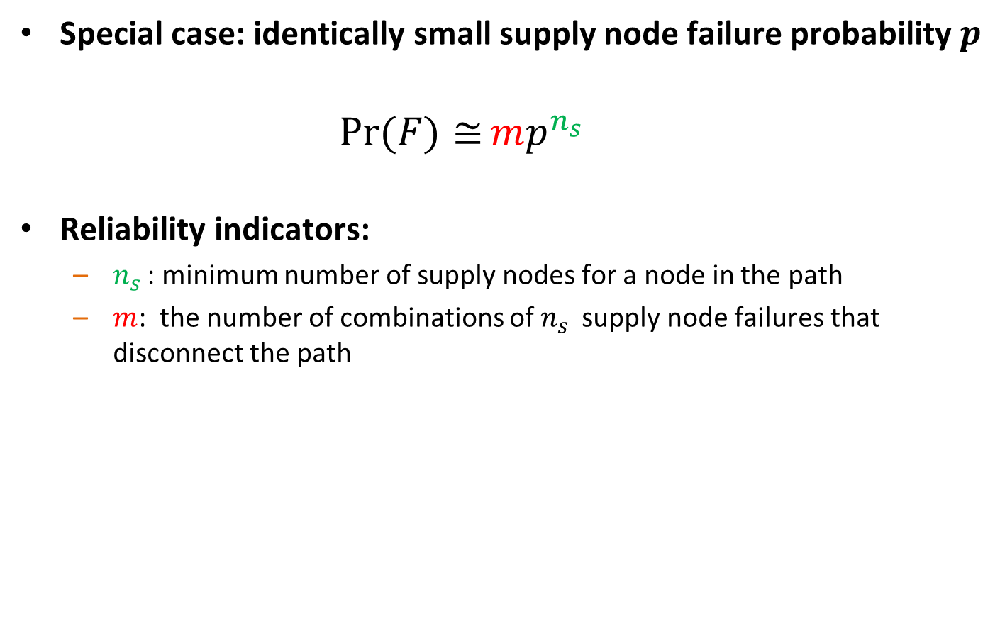 • Special case: identically small supply node failure probability p
Pr(F) ≅ mp^{n_s}
• Reliability indicators:
– n_s : minimum number of supply nodes for a node in the path
– m: the number of combinations of n_s supply node failures that
disconnect the path